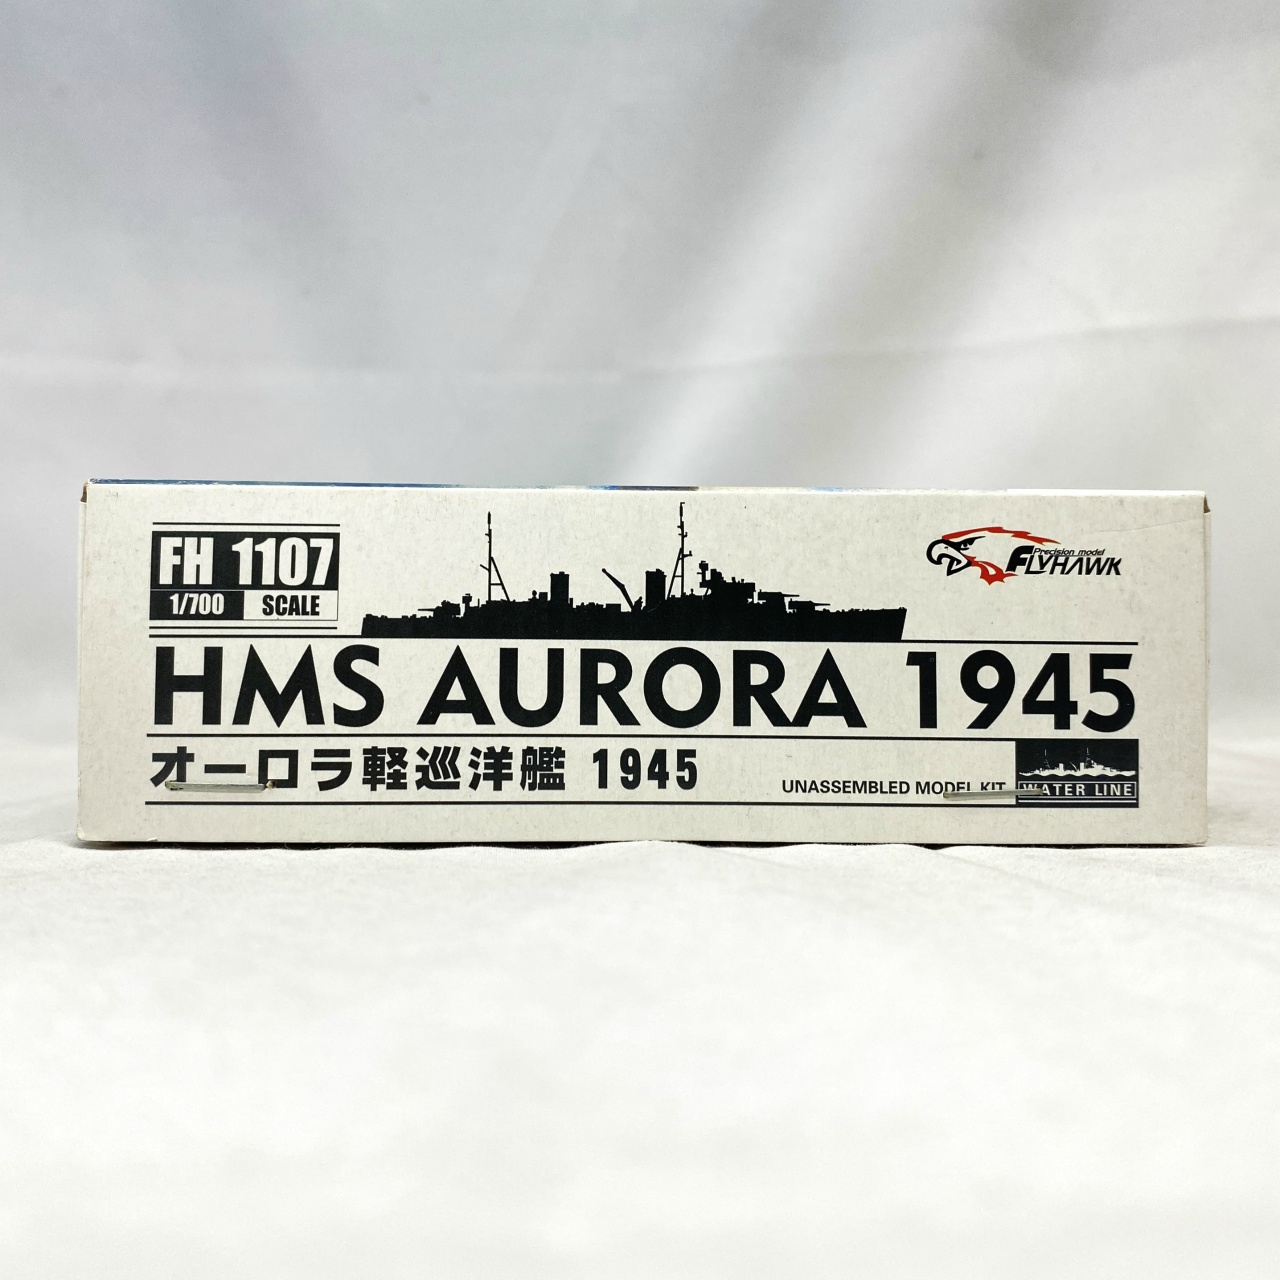 FH 1107
1/700 SCALE
Precision model
FLYHAWK
HMS AURORA 1945
オーロラ軽巡洋艦 1945
UNASSEMBLED MODEL KIT
WATER LINE